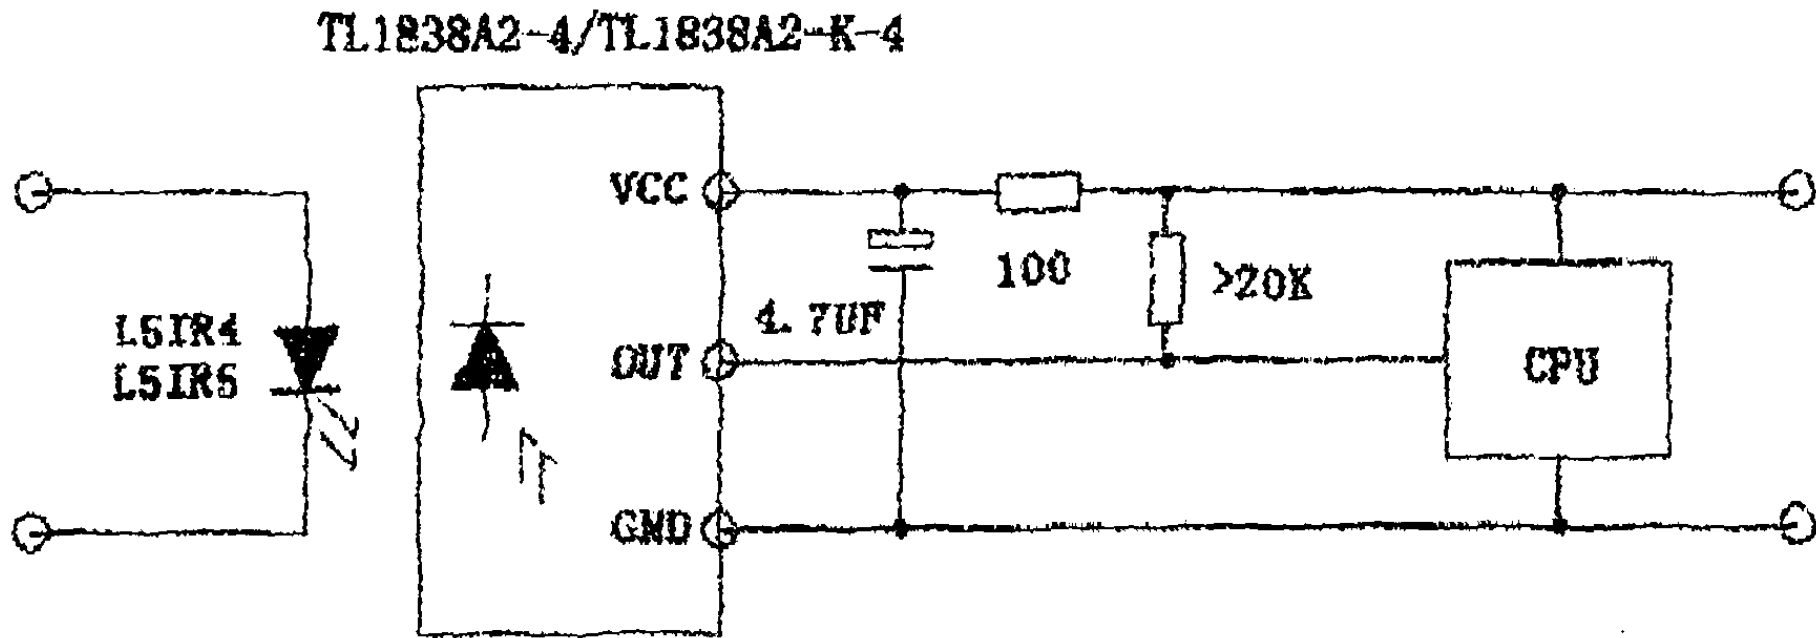 TL1838A2-4/TL1838A2-K-4
VCC
100
>20K
L5IR4
L5IR5
4.7UF
OUT
CPU
GND